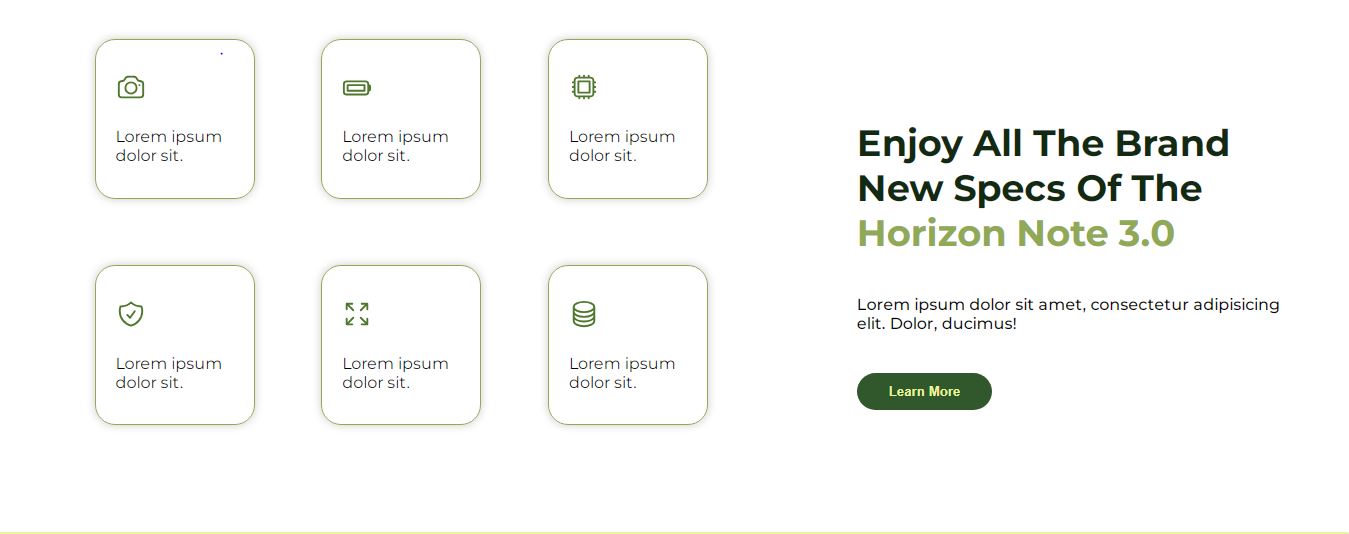 Lorem ipsum
dolor sit.
Lorem ipsum
dolor sit.
Lorem ipsum
dolor sit.
Lorem ipsum
dolor sit.
Lorem ipsum
dolor sit.
Lorem ipsum
dolor sit.
Enjoy All The Brand
New Specs Of The
Horizon Note 3.0
Lorem ipsum dolor sit amet, consectetur adipisicing
elit. Dolor, ducimus!
Learn More